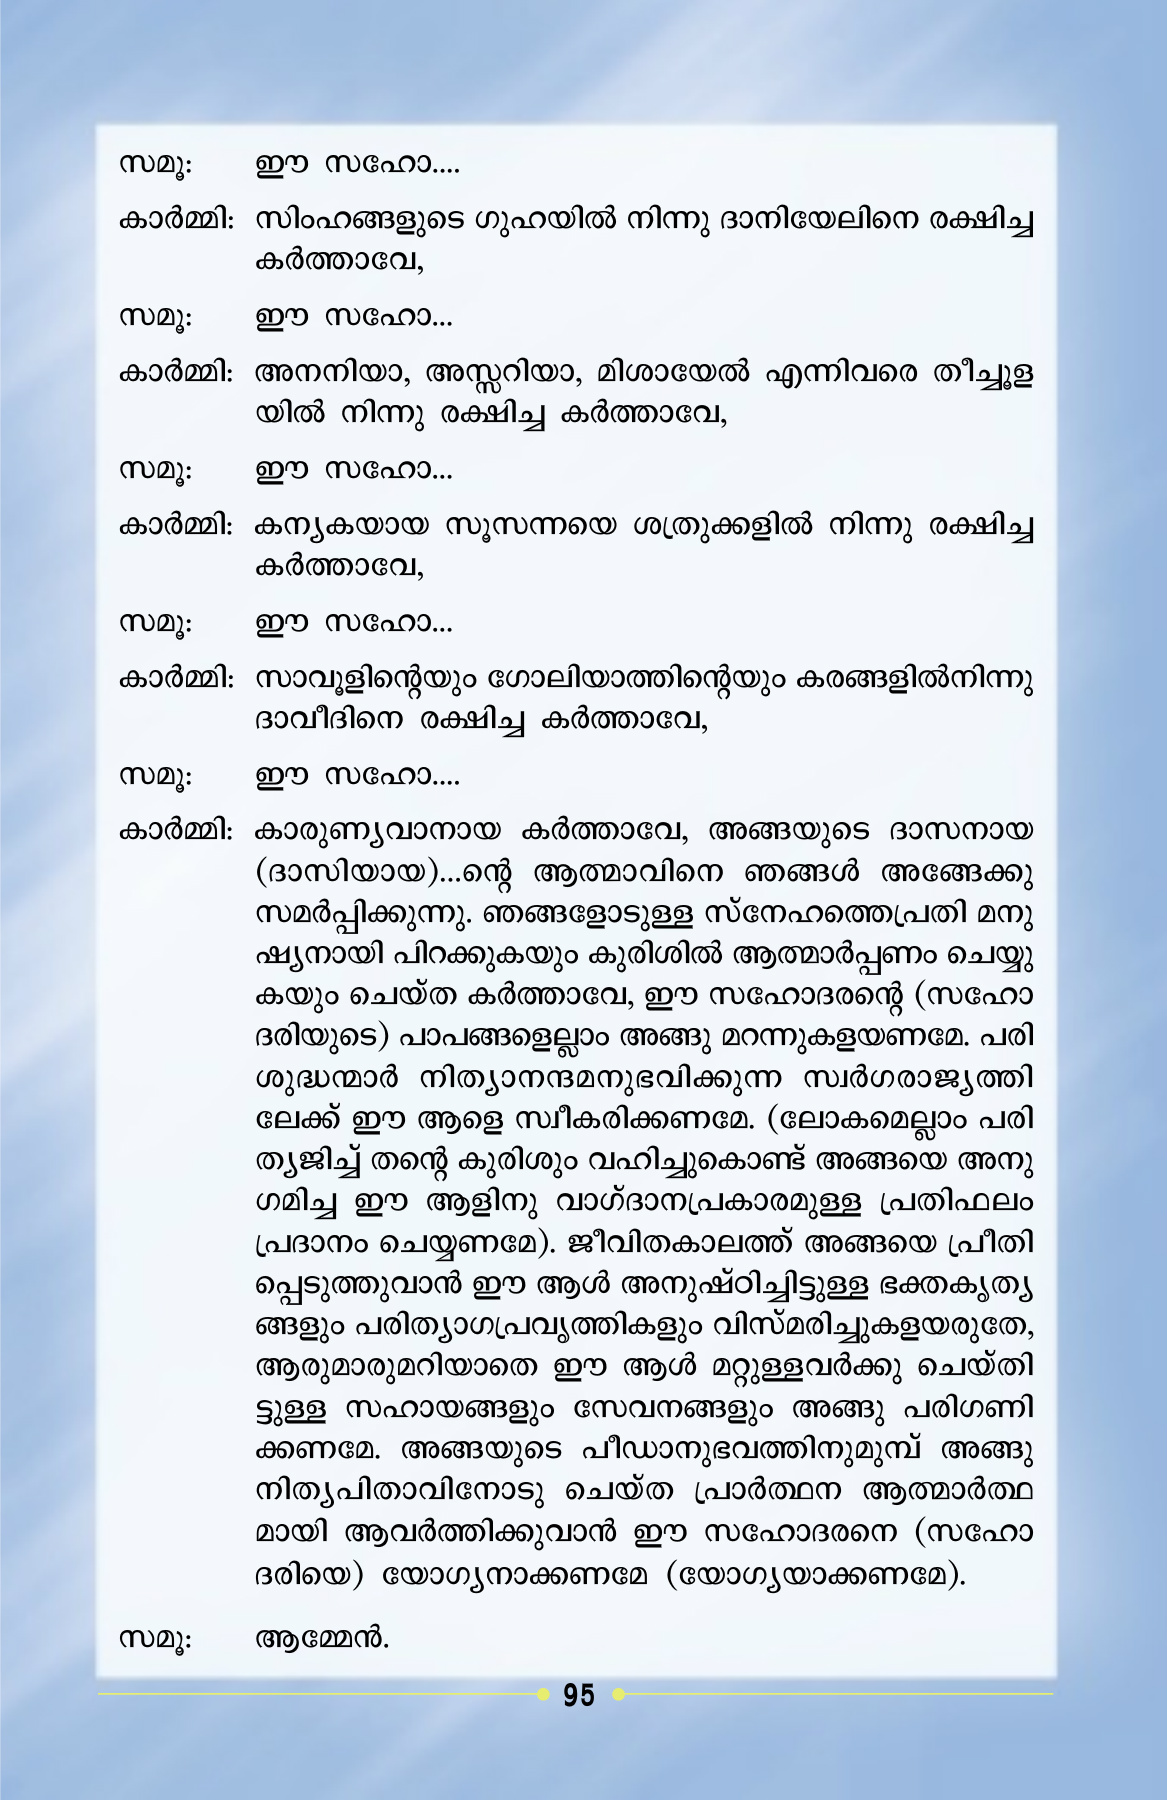 സമൂ: ഈ സഹോ....
കാർമ്മി: സിംഹങ്ങളുടെ ഗുഹയിൽ നിന്നു ദാനിയേലിനെ രക്ഷിച്ച
കർത്താവേ,
സമൂ: ഈ സഹോ...
കാർമ്മി: അനനിയാ, അസ്സറിയാ, മിശായേൽ എന്നിവരെ തീച്ചൂള
യിൽ നിന്നു രക്ഷിച്ച കർത്താവേ,
സമൂ: ഈ സഹോ...
കാർമ്മി: കന്യകയായ സൂസന്നയെ ശത്രുക്കളിൽ നിന്നു രക്ഷിച്ച
കർത്താവേ,
സമൂ: ഈ സഹോ...
കാർമ്മി: സാവൂളിന്റെയും ഗോലിയാത്തിന്റെയും കരങ്ങളിൽനിന്നു
ദാവീദിനെ രക്ഷിച്ച കർത്താവേ,
സമൂ: ഈ സഹോ....
കാർമ്മി: കാരുണ്യവാനായ കർത്താവേ, അങ്ങയുടെ ദാസനായ
(ദാസിയായ)...ന്റെ ആത്മാവിനെ ഞങ്ങൾ അങ്ങേക്കു
സമർപ്പിക്കുന്നു. ഞങ്ങളോടുള്ള സ്നേഹത്തെപ്രതി മനു
ഷ്യനായി പിറക്കുകയും കുരിശിൽ ആത്മാർപ്പണം ചെയ്യു
കയും ചെയ്ത കർത്താവേ, ഈ സഹോദരന്റെ (സഹോ
ദരിയുടെ) പാപങ്ങളെല്ലാം അങ്ങു മറന്നുകളയണമേ. പരി
ശുദ്ധന്മാർ നിത്യാനന്ദമനുഭവിക്കുന്ന സ്വർഗരാജ്യത്തി
ലേക്ക് ഈ ആളെ സ്വീകരിക്കണമേ. (ലോകമെല്ലാം പരി
ത്യജിച്ച് തന്റെ കുരിശും വഹിച്ചുകൊണ്ട് അങ്ങയെ അനു
ഗമിച്ച ഈ ആളിനു വാഗ്ദാനപ്രകാരമുള്ള പ്രതിഫലം
പ്രദാനം ചെയ്യണമേ). ജീവിതകാലത്ത് അങ്ങയെ പ്രീതി
പ്പെടുത്തുവാൻ ഈ ആൾ അനുഷ്ഠിച്ചിട്ടുള്ള ഭക്തകൃത്യ
ങ്ങളും പരിത്യാഗപ്രവൃത്തികളും വിസ്മരിച്ചുകളയരുതേ,
ആരുമാരുമറിയാതെ ഈ ആൾ മറ്റുള്ളവർക്കു ചെയ്തി
ട്ടുള്ള സഹായങ്ങളും സേവനങ്ങളും അങ്ങു പരിഗണി
ക്കണമേ. അങ്ങയുടെ പീഡാനുഭവത്തിനുമുമ്പ് അങ്ങു
നിത്യപിതാവിനോടു ചെയ്ത പ്രാർത്ഥന ആത്മാർത്ഥ
മായി ആവർത്തിക്കുവാൻ ഈ സഹോദരനെ (സഹോ
ദരിയെ) യോഗ്യനാക്കണമേ (യോഗ്യയാക്കണമേ).
സമൂ: ആമ്മേൻ.
95